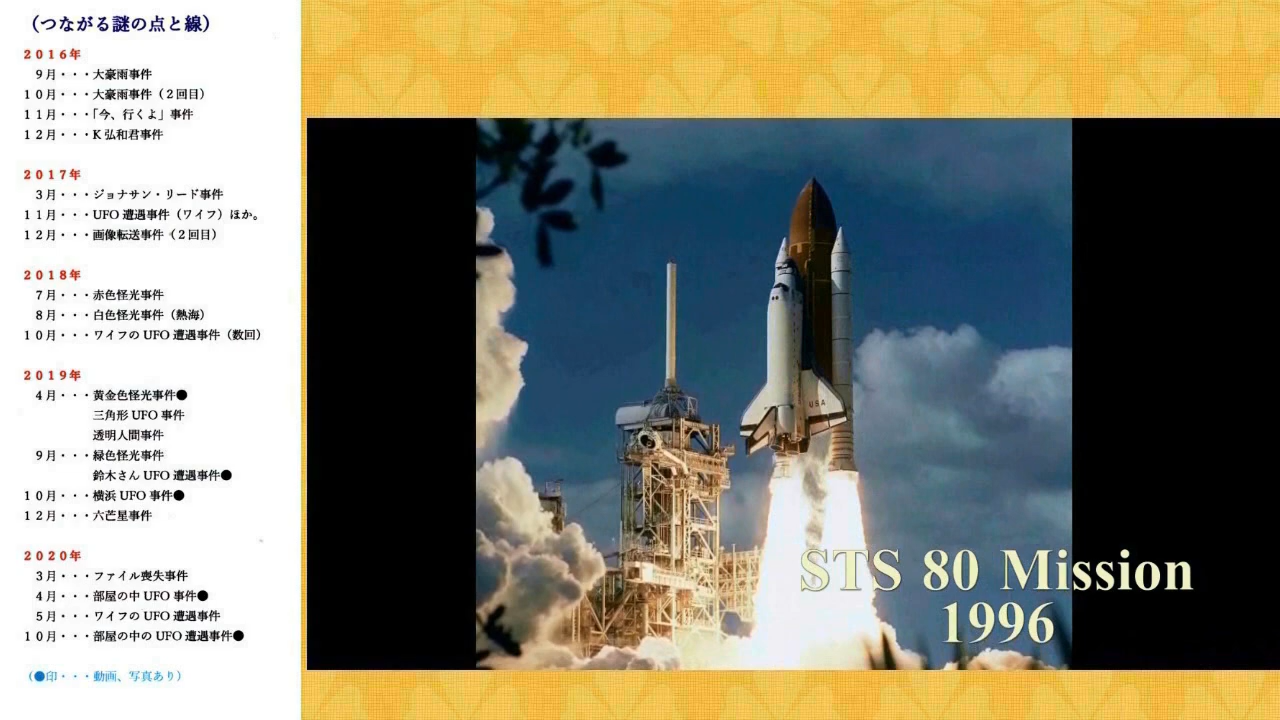 （つながる謎の点と線）
２０１６年
９月・・・大豪雨事件
１０月・・・大豪雨事件（２回目）
１１月・・・「今、行くよ」事件
１２月・・・K 弘和君事件
２０１７年
３月・・・ジョナサン・リード事件
１１月・・・UFO 遭遇事件（ワイフ）ほか。
１２月・・・画像転送事件（２回目）
２０１８年
７月・・・赤色怪光事件
８月・・・白色怪光事件（熱海）
１０月・・・ワイフの UFO 遭遇事件（数回）
２０１９年
４月・・・黄金色怪光事件●
三角形 UFO 事件
透明人間事件
９月・・・緑色怪光事件
鈴木さん UFO 遭遇事件●
１０月・・・横浜 UFO 事件●
１２月・・・六芒星事件
２０２０年
３月・・・ファイル喪失事件
４月・・・部屋の中 UFO 事件●
５月・・・ワイフの UFO 遭遇事件
１０月・・・部屋の中の UFO 遭遇事件●
（●印・・・動画、写真あり）
USA
STS 80 Mission
1996